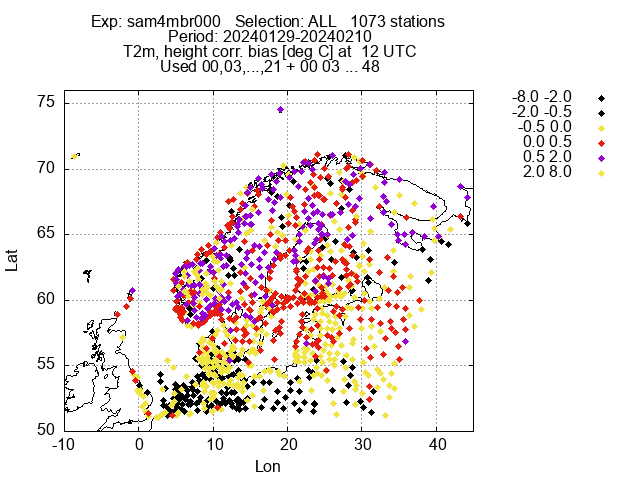 Exp: sam4mbr000 Selection: ALL 1073 stations
Period: 20240129-20240210
T2m, height corr. bias [deg C] at 12 UTC
Used 00,03,...,21 + 00 03 ... 48
-8.0 -2.0
-2.0 -0.5
-0.5 0.0
0.0 0.5
0.5 2.0
2.0 8.0
75
70
65
60
55
50
Lat
-10 0 10 20 30 40
Lon